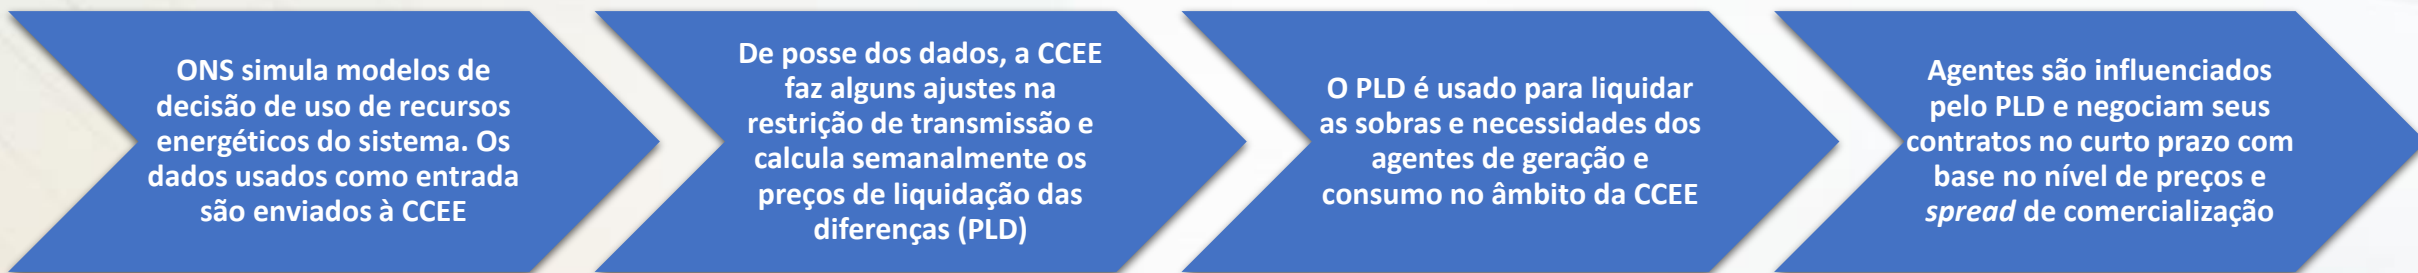 ONS simula modelos de
decisão de uso de recursos
energéticos do sistema. Os
dados usados como entrada
são enviados à CCEE
De posse dos dados, a CCEE
faz alguns ajustes na
restrição de transmissão e
calcula semanalmente os
preços de liquidação das
diferenças (PLD)
O PLD é usado para liquidar
as sobras e necessidades dos
agentes de geração e
consumo no âmbito da CCEE
Agentes são influenciados
pelo PLD e negociam seus
contratos no curto prazo com
base no nível de preços e
spread de comercialização